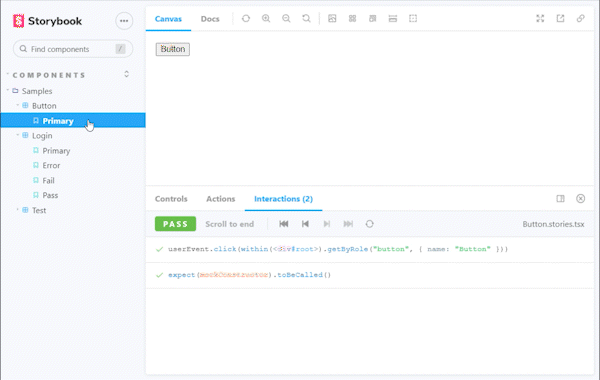 Storybook
Canvas Docs
Find components /
Button
COMPONENTS
Samples
Button
Primary
Login
Primary
Error
Fail
Pass
Test
Controls Actions Interactions (2)
PASS Scroll to end Button.stories.tsx
userEvent.click(within(<div#root>).getByRole("button", { name: "Button" }))
expect(mockConstructor).toBeCalled()